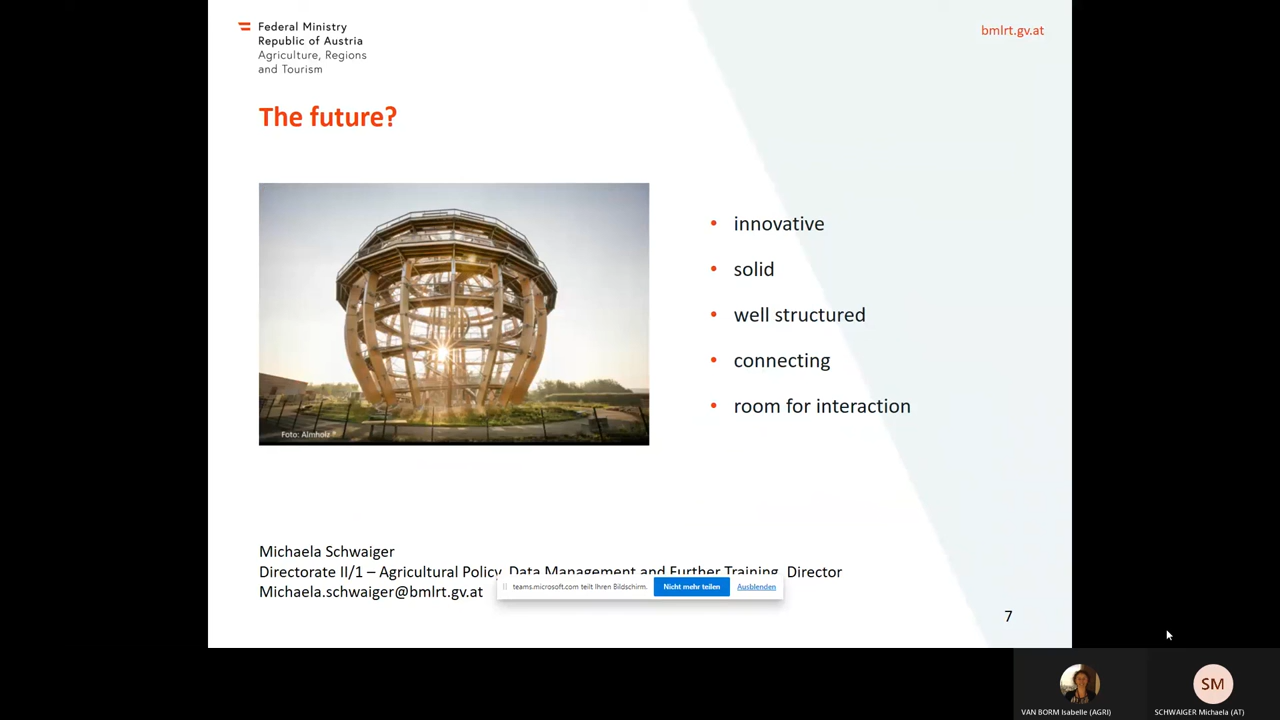 Federal Ministry
Republic of Austria
Agriculture, Regions
and Tourism
bmlrt.gv.at
The future?
• innovative
• solid
• well structured
• connecting
• room for interaction
Foto: Almholz
Michaela Schwaiger
Directorate II/1 – Agricultural Policy, Data Management and Further Training, Director
Michaela.schwaiger@bmlrt.gv.at
teams.microsoft.com teilt Ihren Bildschirm.
Nicht mehr teilen
Ausblenden
7
SM
VAN BORM Isabelle (AGRI)
SCHWAIGER Michaela (AT)